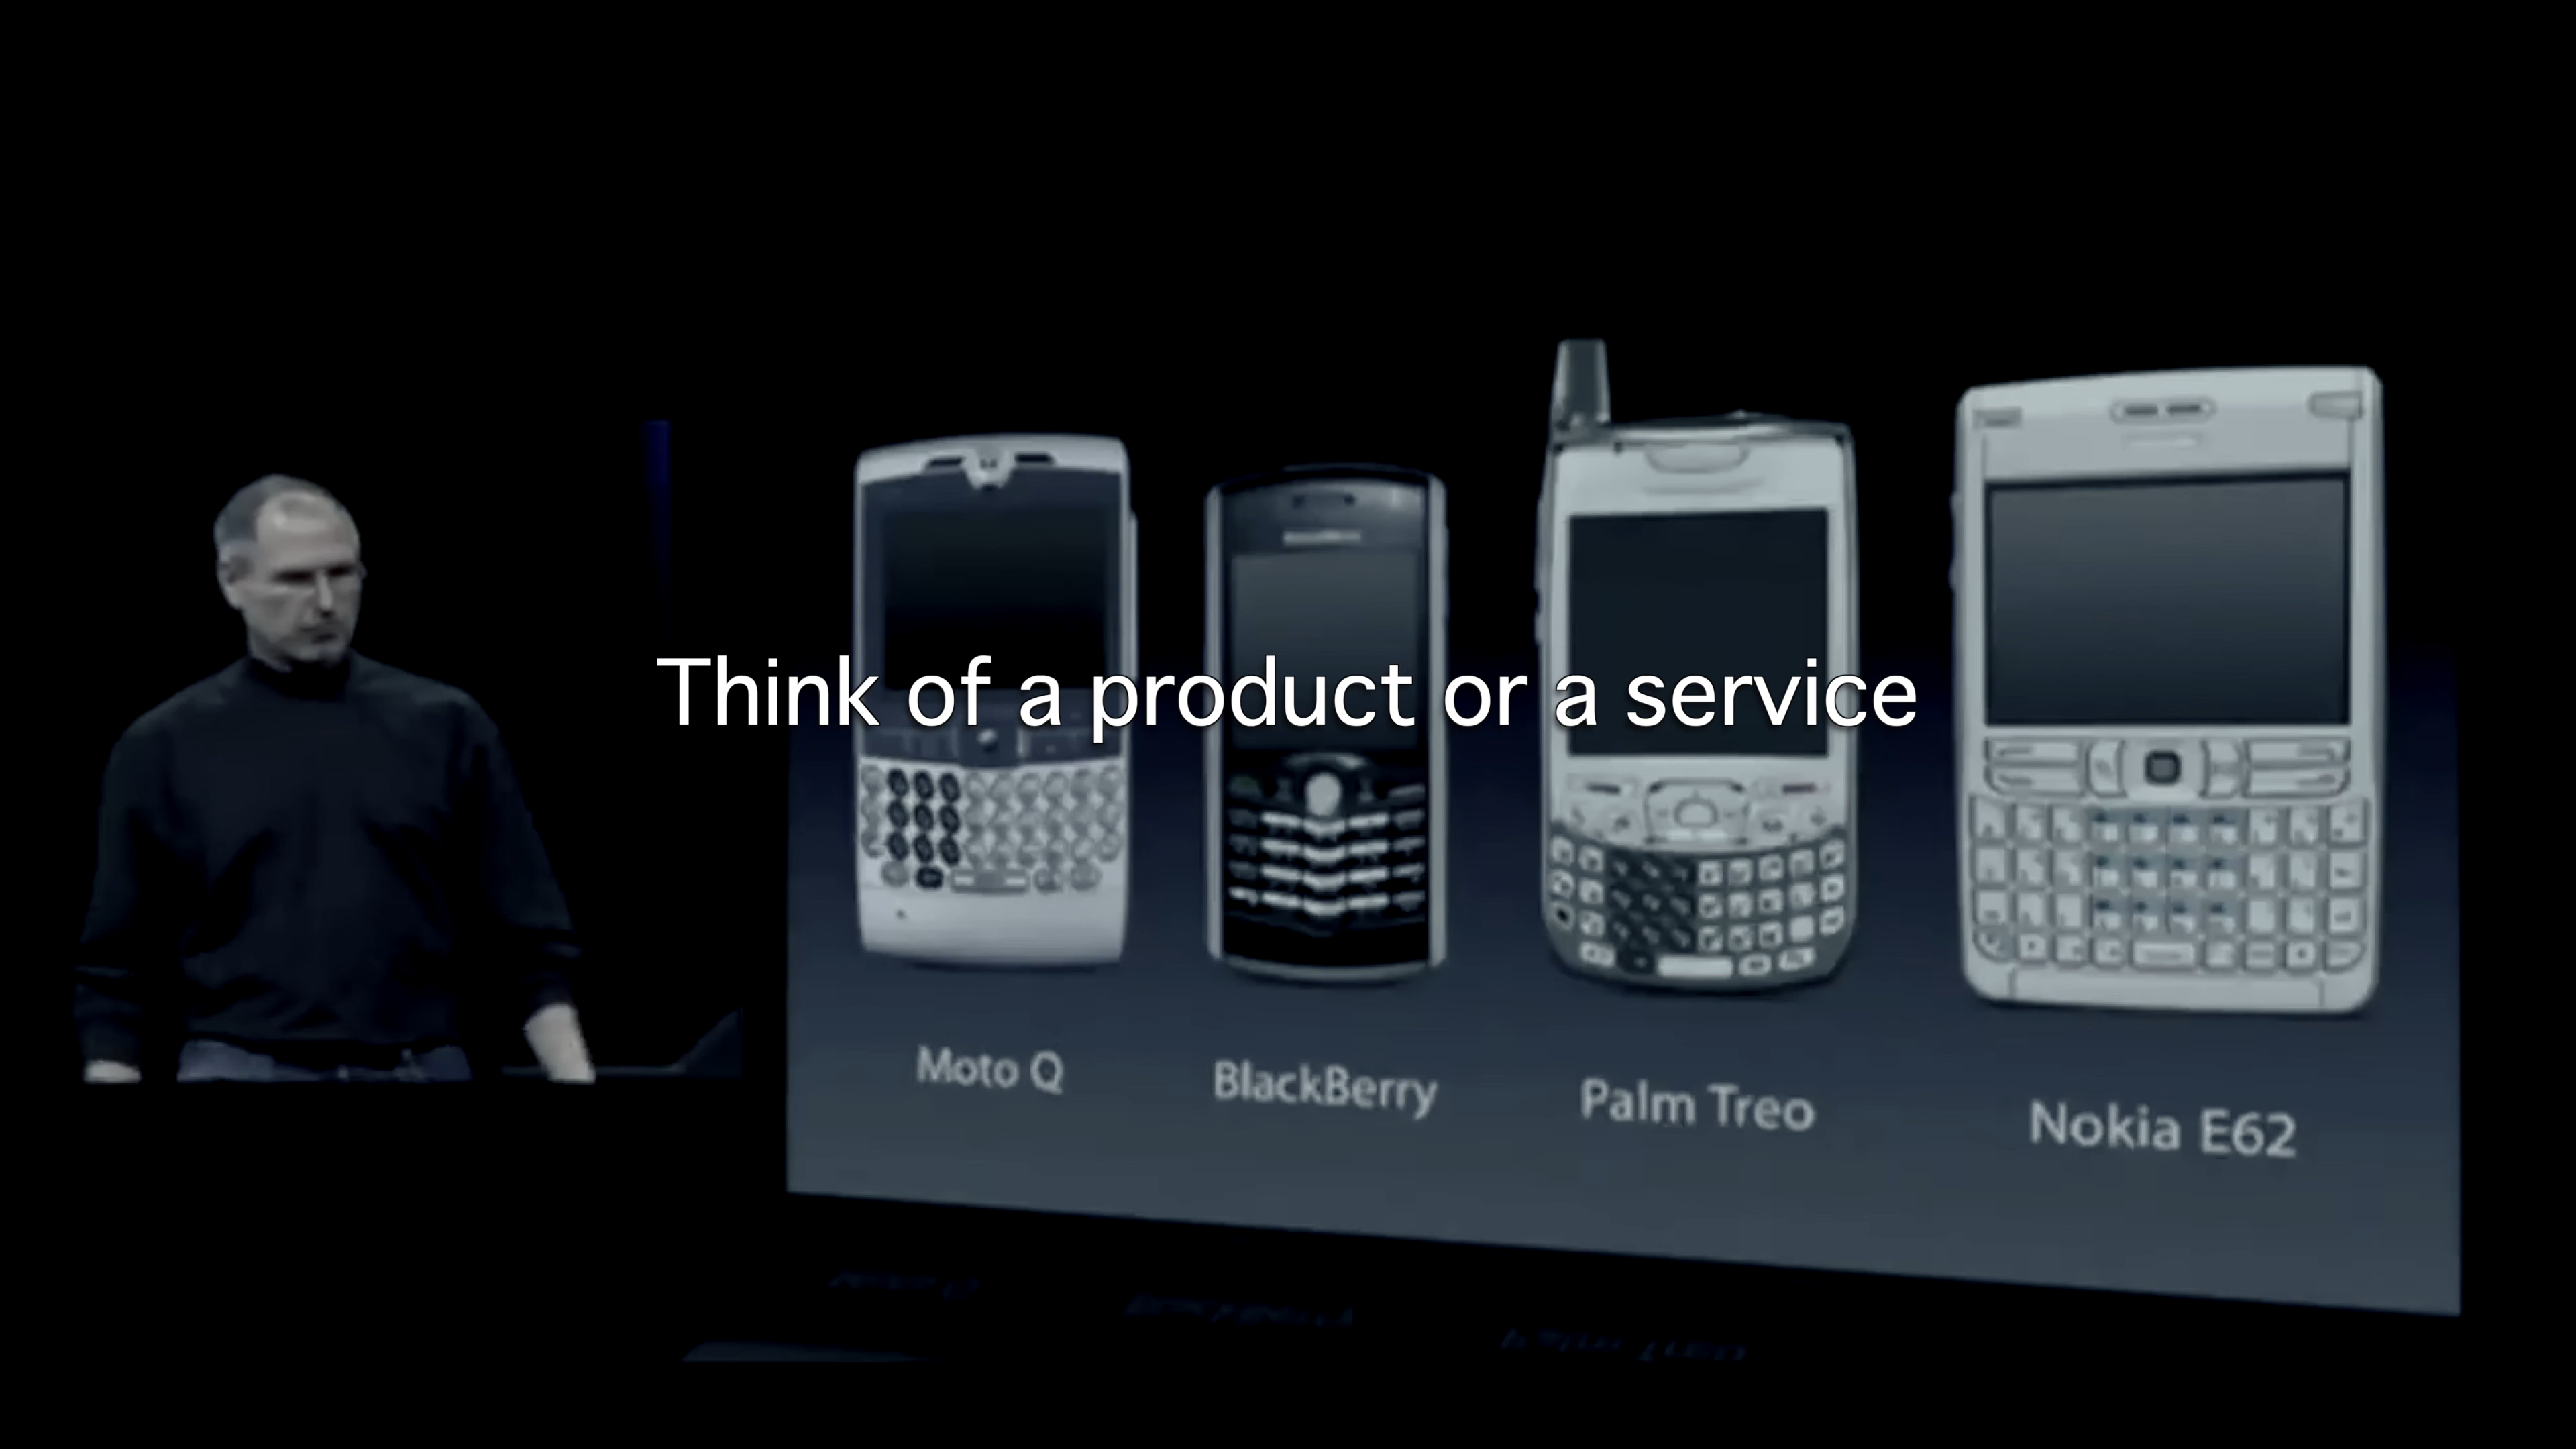 Think of a product or a service
Moto Q
BlackBerry
Palm Treo
Nokia E62